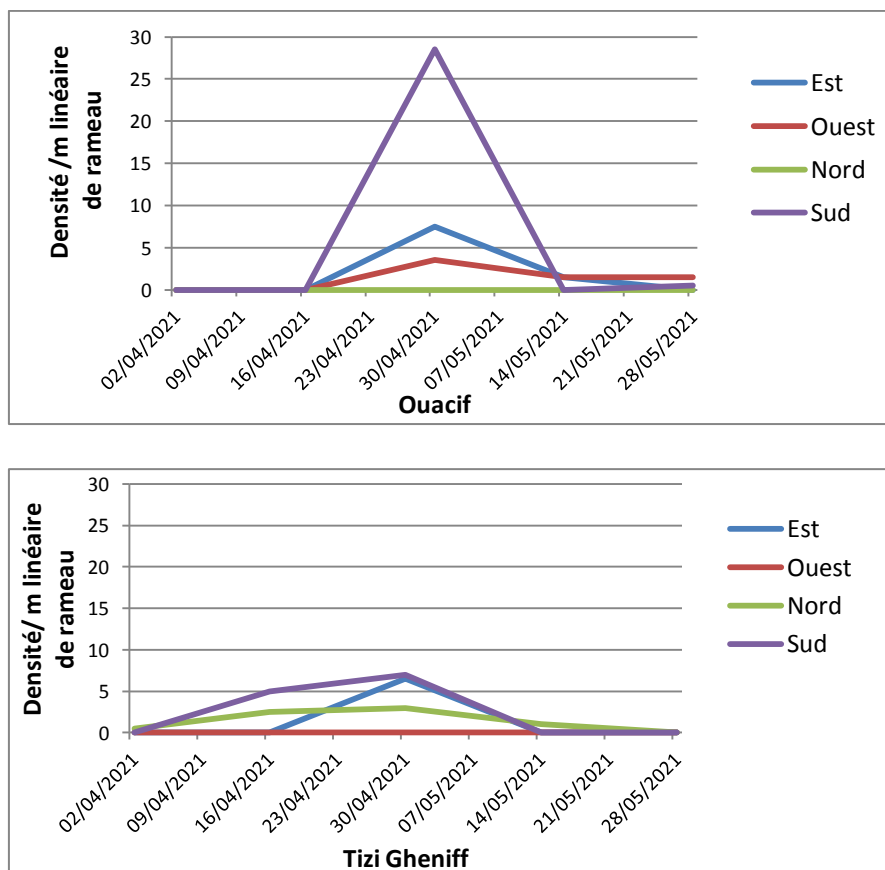 Densité /m linéaire
de rameau
30
25
20
15
10
5
0
02/04/2021
09/04/2021
16/04/2021
23/04/2021
30/04/2021
07/05/2021
14/05/2021
21/05/2021
28/05/2021
Ouacif
Est
Ouest
Nord
Sud
Densité/ m linéaire
de rameau
30
25
20
15
10
5
0
02/04/2021
09/04/2021
16/04/2021
23/04/2021
30/04/2021
07/05/2021
14/05/2021
21/05/2021
28/05/2021
Tizi Gheniff
Est
Ouest
Nord
Sud